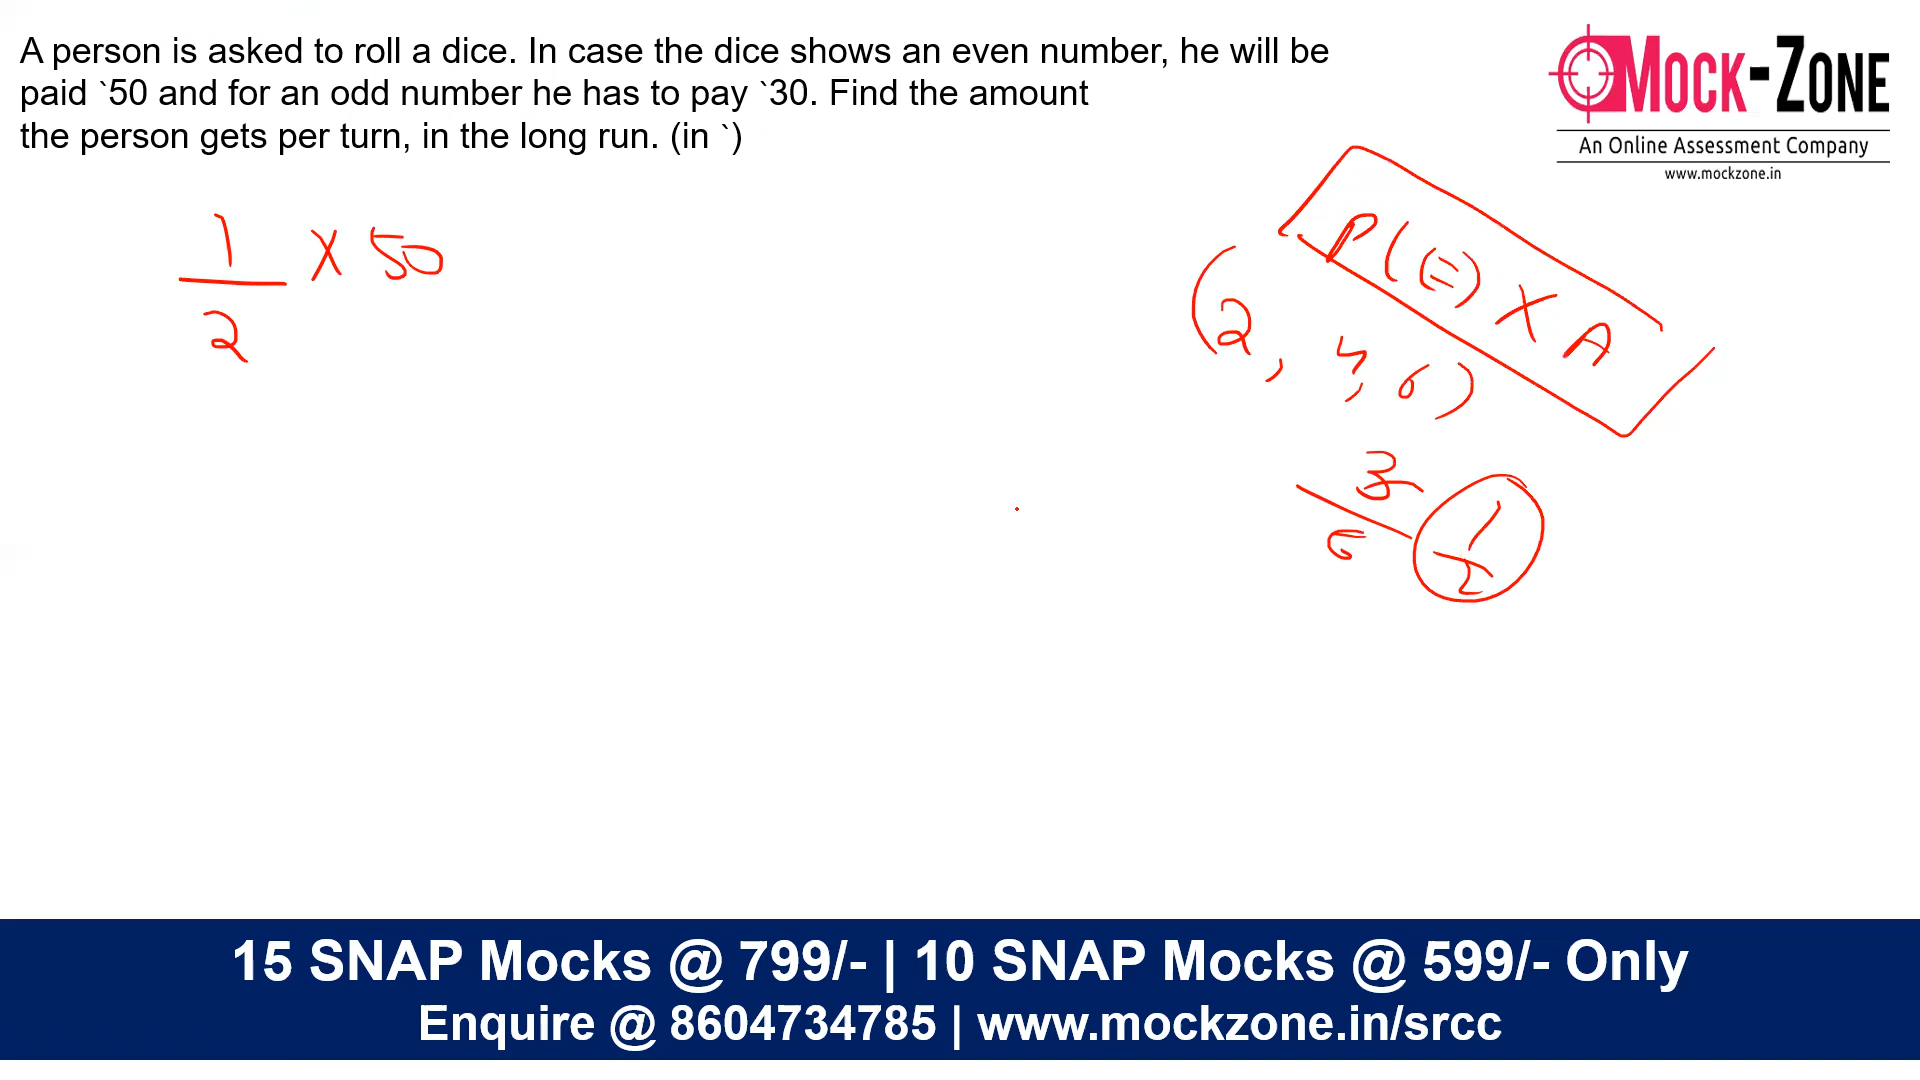 A person is asked to roll a dice. In case the dice shows an even number, he will be
paid `50 and for an odd number he has to pay `30. Find the amount
the person gets per turn, in the long run. (in `)
MOCK-ZONE
An Online Assessment Company
www.mockzone.in
1/2 X 50
P(E) X A
(2, 4, 6)
3/6 1/2
15 SNAP Mocks @ 799/- | 10 SNAP Mocks @ 599/- Only
Enquire @ 8604734785 | www.mockzone.in/srcc